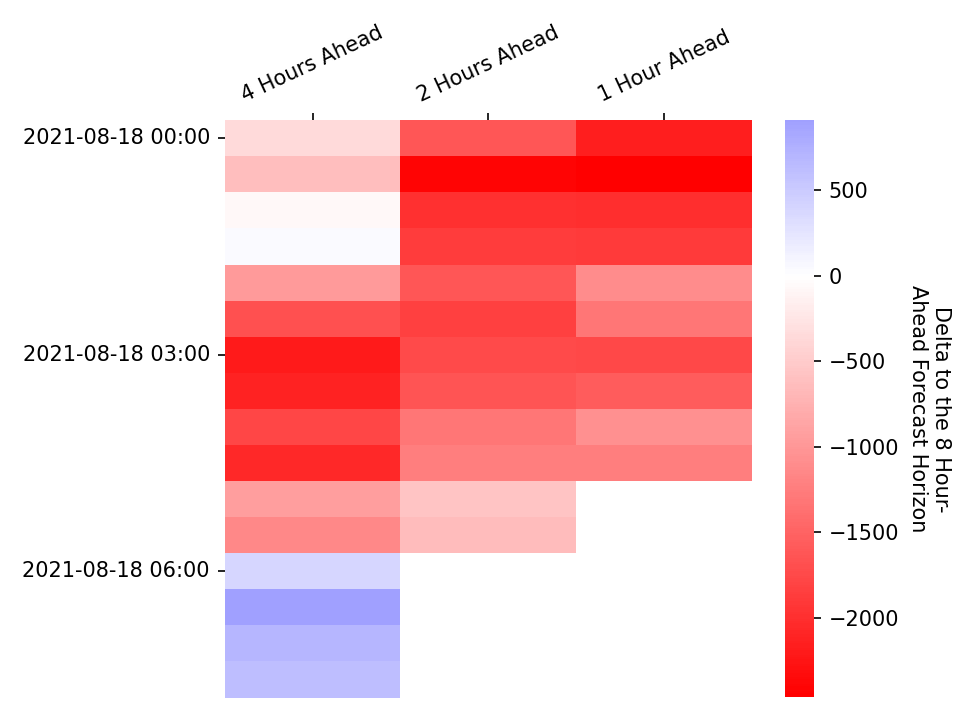 4 Hours Ahead
2 Hours Ahead
1 Hour Ahead
2021-08-18 00:00
2021-08-18 03:00
2021-08-18 06:00
500
0
−500
−1000
−1500
−2000
Delta to the 8 Hour-
Ahead Forecast Horizon